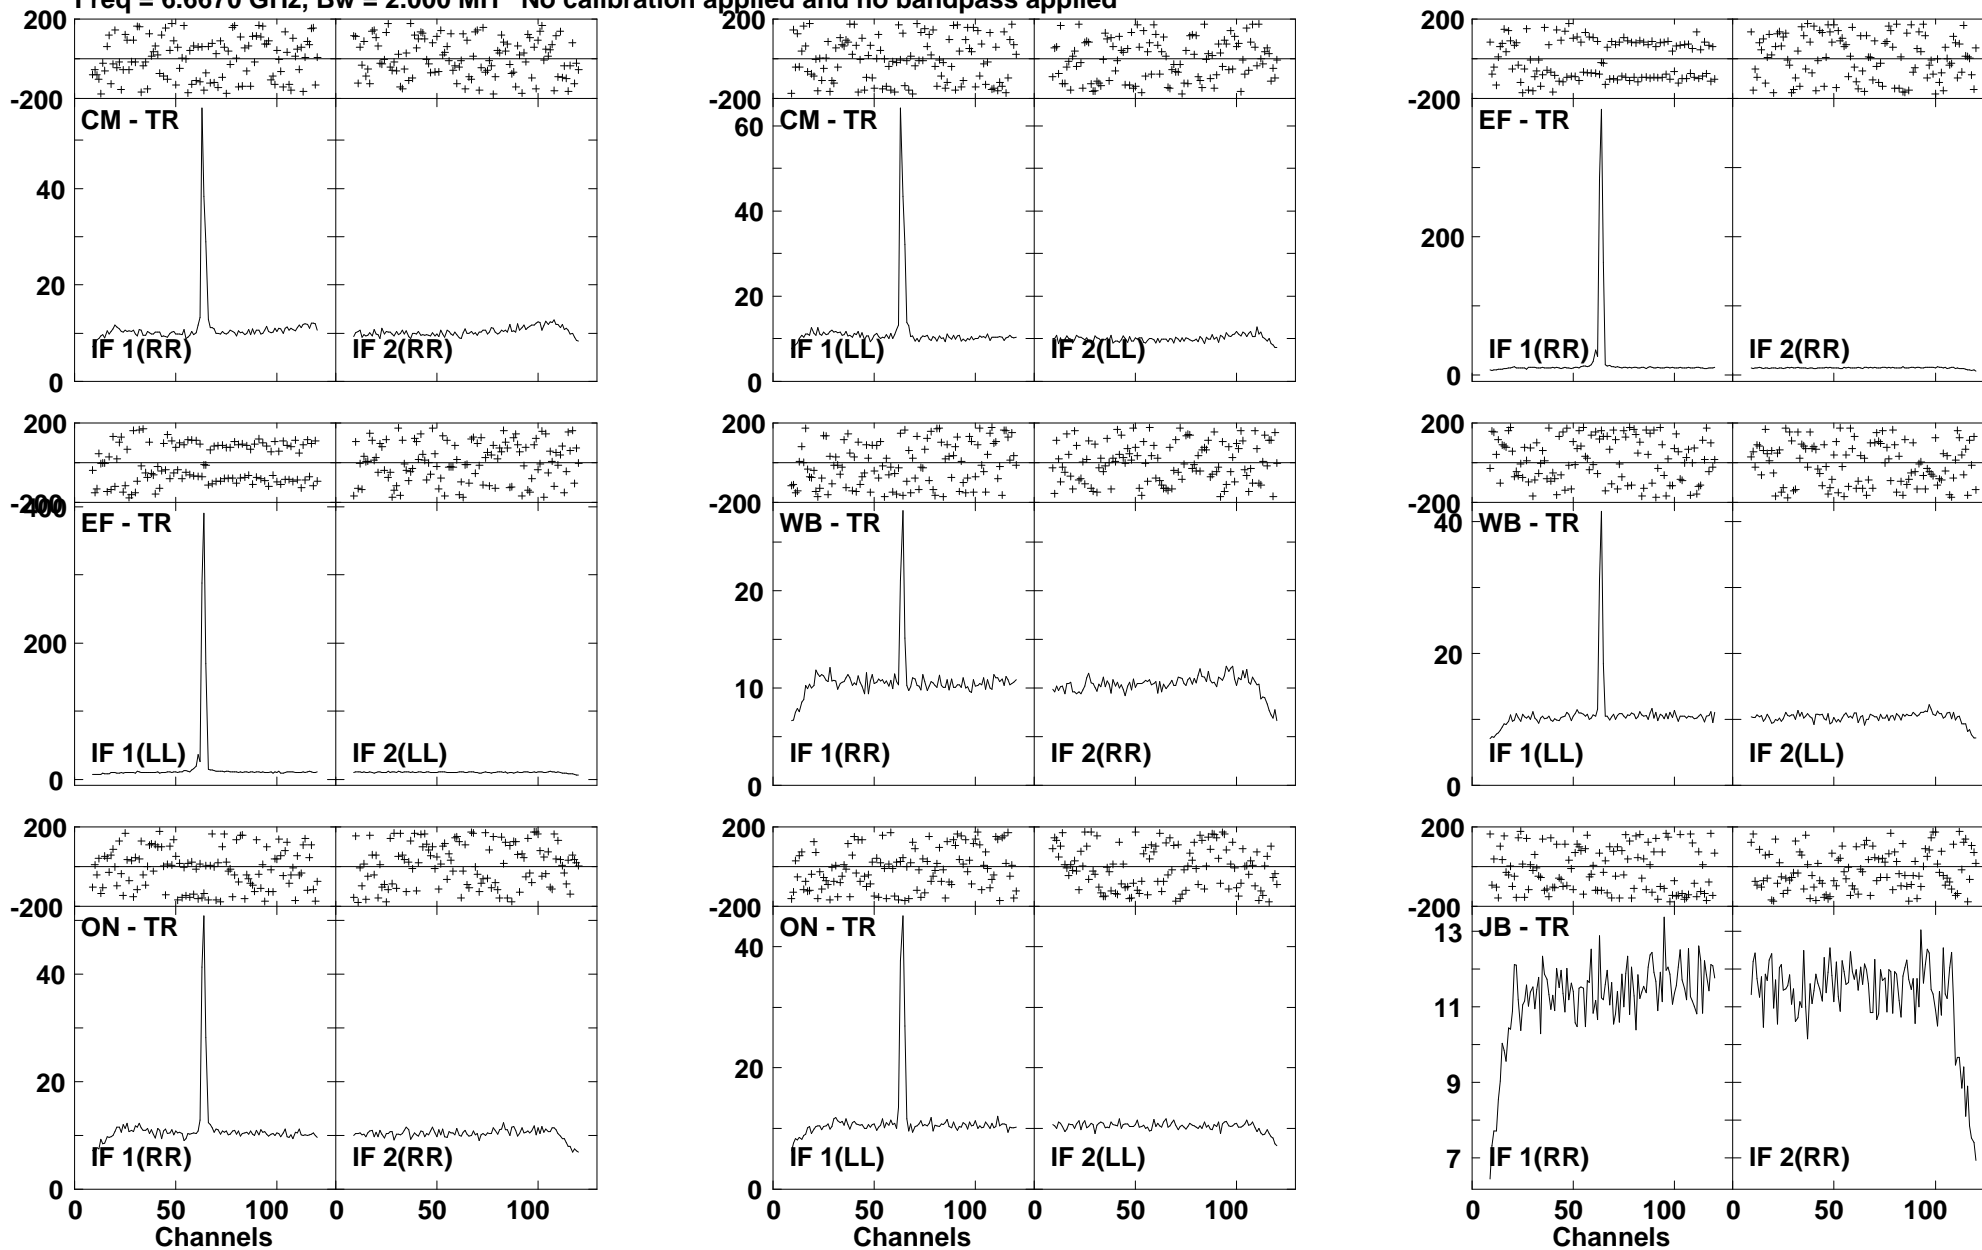 Freq = 6.6670 GHz, Bw = 2.000 MH No calibration applied and no bandpass applied
200
-200
CM - TR
40
20
0
IF 1(RR)
IF 2(RR)
200
-200
CM - TR
60
40
20
0
IF 1(LL)
IF 2(LL)
200
-200
EF - TR
200
0
IF 1(RR)
IF 2(RR)
200
-200
400
EF - TR
200
0
IF 1(LL)
IF 2(LL)
200
-200
WB - TR
20
10
0
IF 1(RR)
IF 2(RR)
200
-200
WB - TR
40
20
0
IF 1(LL)
IF 2(LL)
200
-200
ON - TR
40
20
0
IF 1(RR)
IF 2(RR)
0 50 100 0 50 100
Channels
200
-200
ON - TR
40
20
0
IF 1(LL)
IF 2(LL)
0 50 100 0 50 100
Channels
200
-200
JB - TR
13
11
9
7
IF 1(RR)
IF 2(RR)
0 50 100 0 50 100
Channels